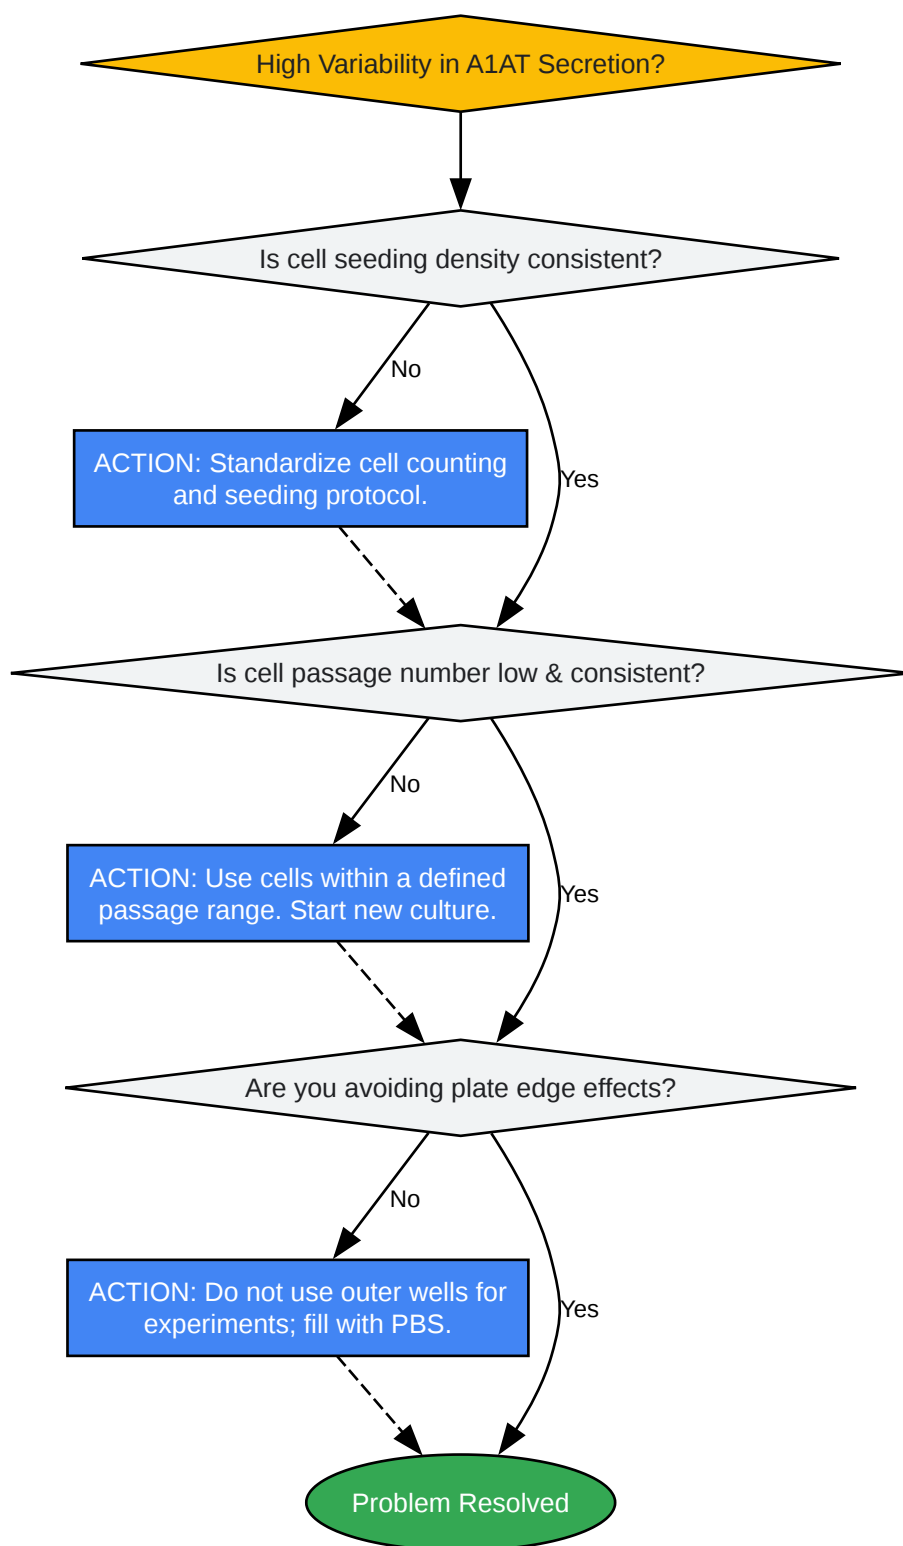 High Variability in A1AT Secretion?
Is cell seeding density consistent?
No
ACTION: Standardize cell counting
and seeding protocol.
Yes
Is cell passage number low & consistent?
No
ACTION: Use cells within a defined
passage range. Start new culture.
Yes
Are you avoiding plate edge effects?
No
ACTION: Do not use outer wells for
experiments; fill with PBS.
Yes
Problem Resolved